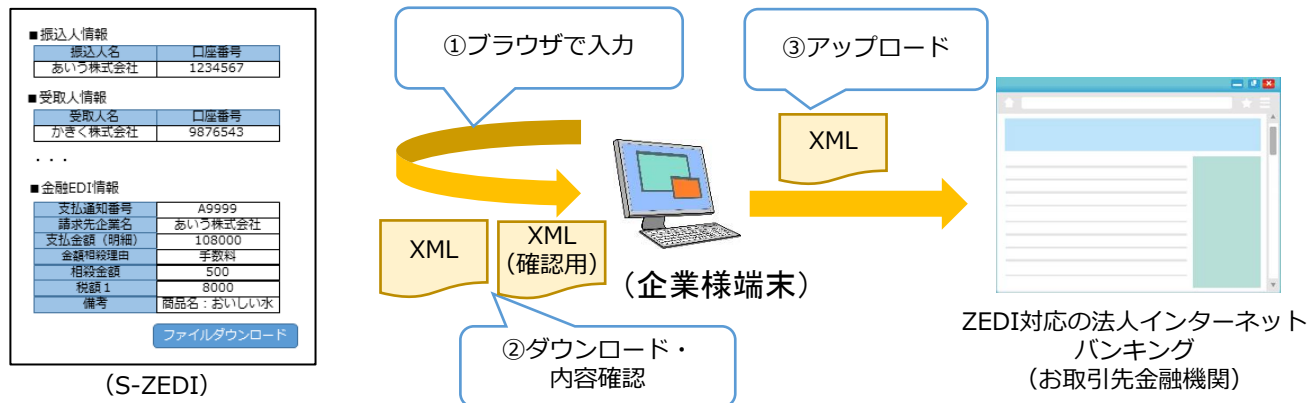 ■振込人情報
振込人名 口座番号
あいう株式会社 1234567
■受取人情報
受取人名 口座番号
かきく株式会社 9876543
・・・
■金融EDI情報
支払通知番号 A9999
請求先企業名 あいう株式会社
支払金額（明細） 108000
金額相殺理由 手数料
相殺金額 500
税額１ 8000
備考 商品名：おいしい水
ファイルダウンロード
（S-ZEDI）
①ブラウザで入力
XML
XML
（確認用）
②ダウンロード・
内容確認
（企業様端末）
③アップロード
XML
ZEDI対応の法人インターネット
バンキング
（お取引先金融機関）